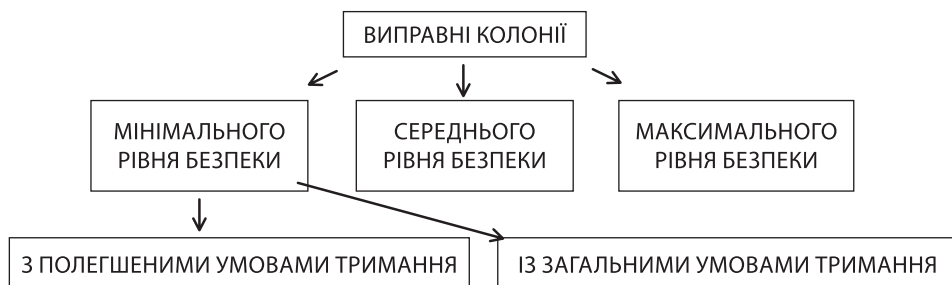 ВИПРАВНІ КОЛОНІЇ
МІНІМАЛЬНОГО
РІВНЯ БЕЗПЕКИ
СЕРЕДНЬОГО
РІВНЯ БЕЗПЕКИ
МАКСИМАЛЬНОГО
РІВНЯ БЕЗПЕКИ
З ПОЛЕГШЕНИМИ УМОВАМИ ТРИМАННЯ
ІЗ ЗАГАЛЬНИМИ УМОВАМИ ТРИМАННЯ